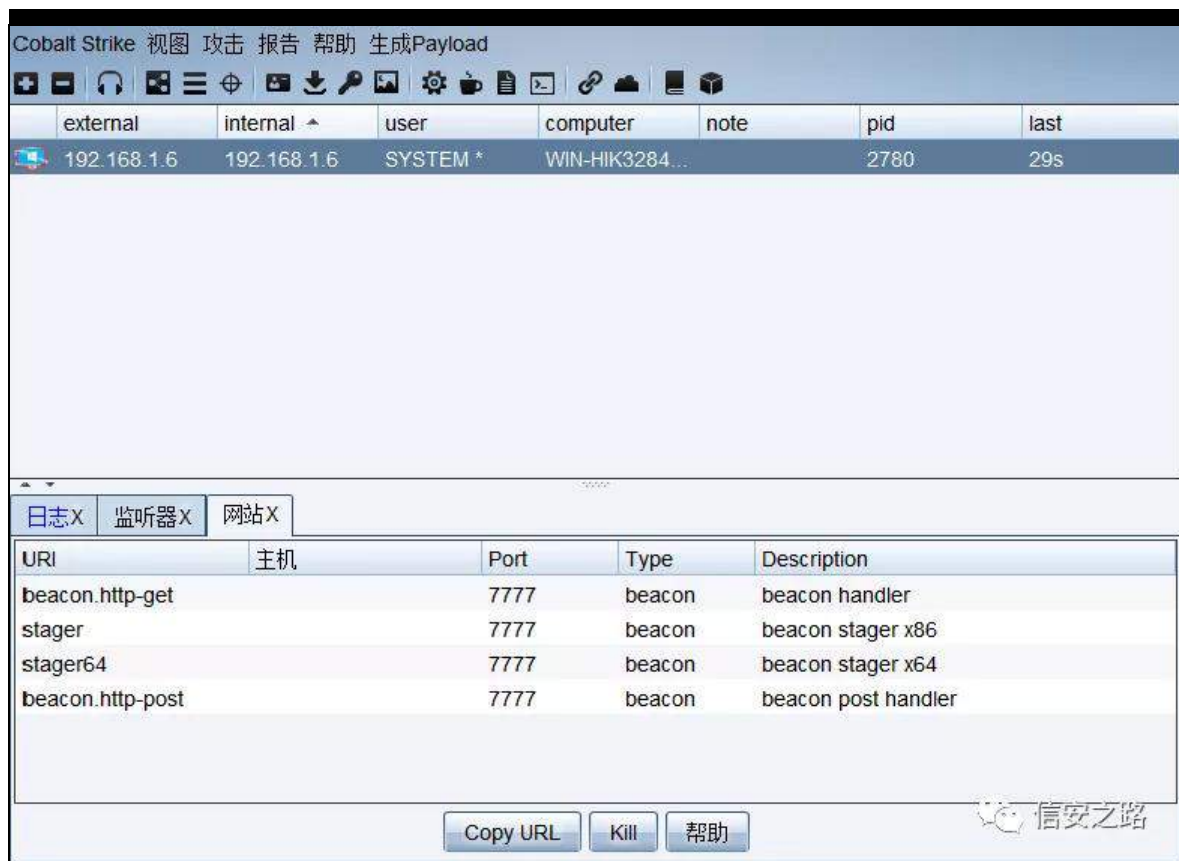 Cobalt Strike 视图 攻击 报告 帮助 生成Payload
external internal user computer note pid last
192.168.1.6 192.168.1.6 SYSTEM * WIN-HIK3284... 2780 29s
日志X 监听器X 网站X
URI 主机 Port Type Description
beacon.http-get 7777 beacon beacon handler
stager 7777 beacon beacon stager x86
stager64 7777 beacon beacon stager x64
beacon.http-post 7777 beacon beacon post handler
Copy URL Kill 帮助
信安之路